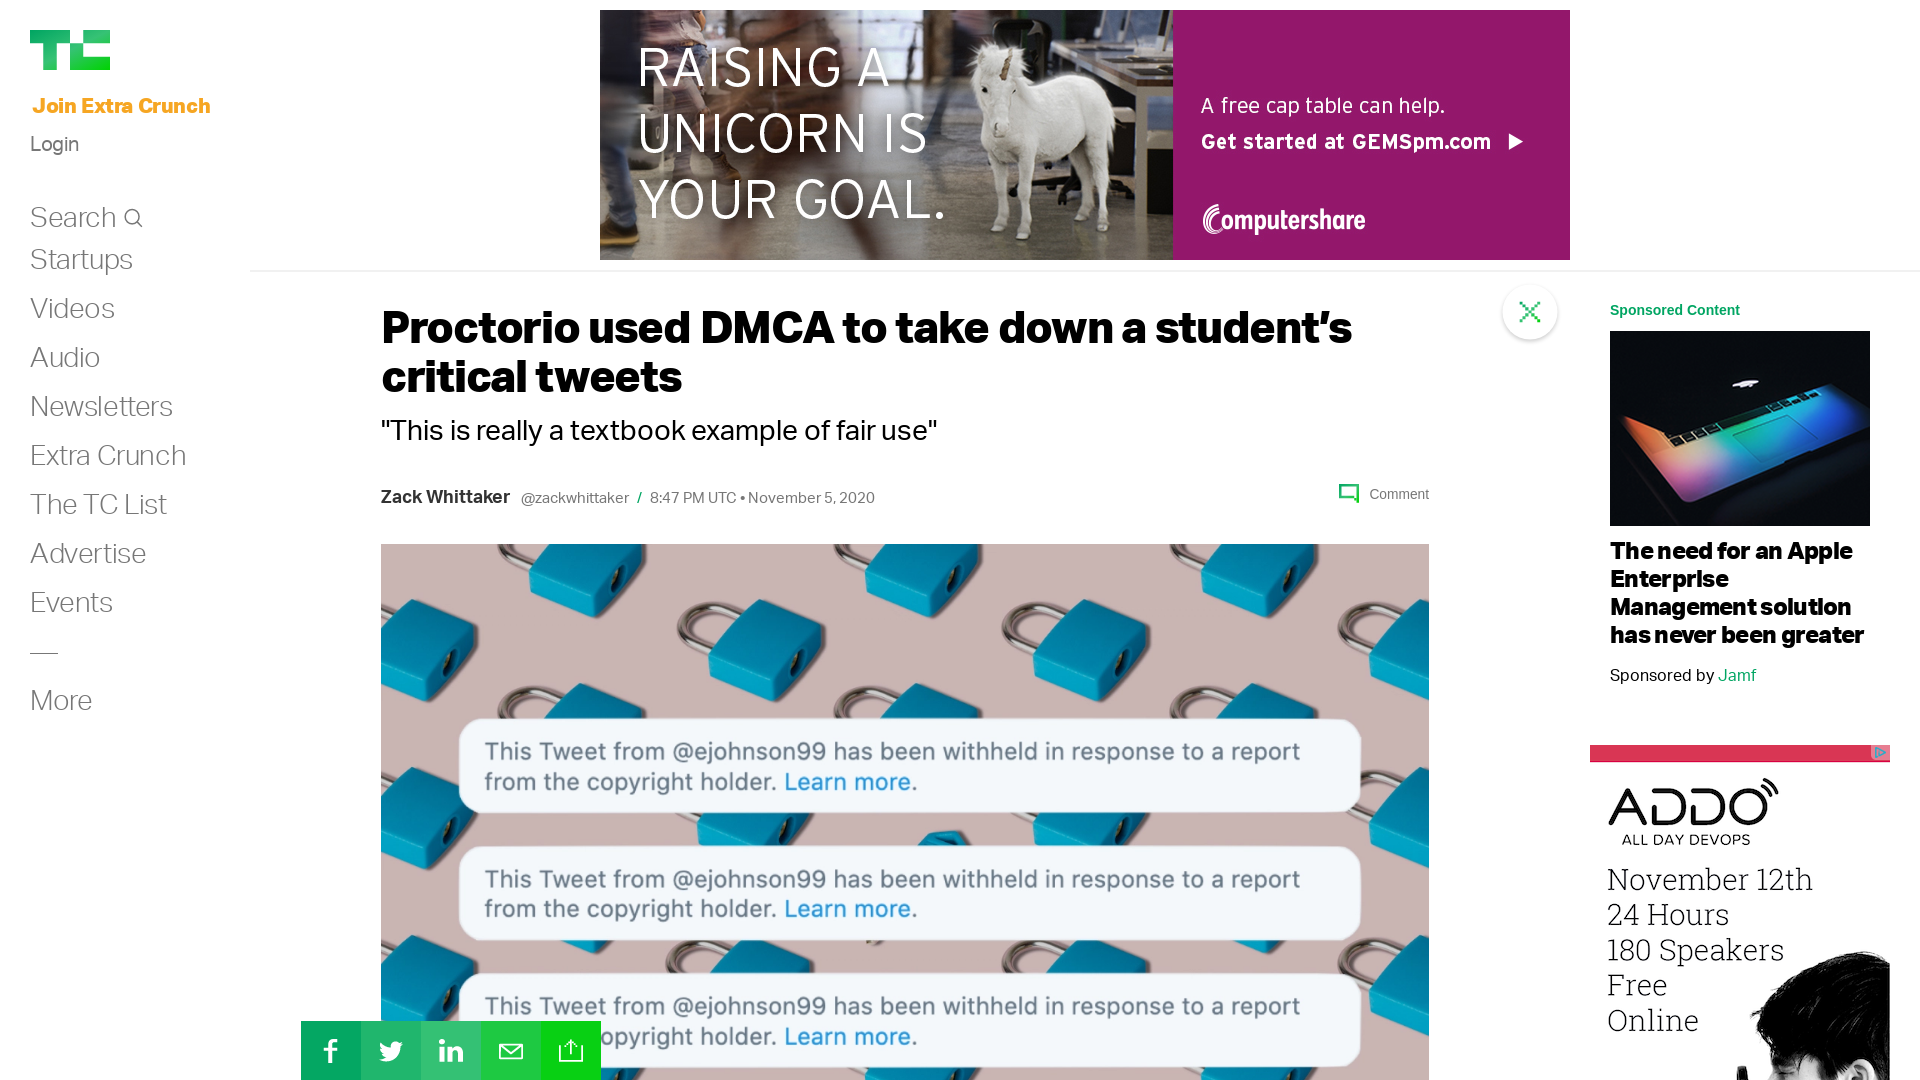 TC
Join Extra Crunch
Login
Search
Startups
Videos
Audio
Newsletters
Extra Crunch
The TC List
Advertise
Events
More
RAISING A
UNICORN IS
YOUR GOAL.
A free cap table can help.
Get started at GEMSpm.com
Computershare
Proctorio used DMCA to take down a student’s
critical tweets
"This is really a textbook example of fair use"
Zack Whittaker @zackwhittaker / 8:47 PM UTC • November 5, 2020
Comment
This Tweet from @ejohnson99 has been withheld in response to a report
from the copyright holder. Learn more.
This Tweet from @ejohnson99 has been withheld in response to a report
from the copyright holder. Learn more.
This Tweet from @ejohnson99 has been withheld in response to a report
opyright holder. Learn more.
Sponsored Content
The need for an Apple
Enterprise
Management solution
has never been greater
Sponsored by Jamf
ADDO
ALL DAY DEVOPS
November 12th
24 Hours
180 Speakers
Free
Online